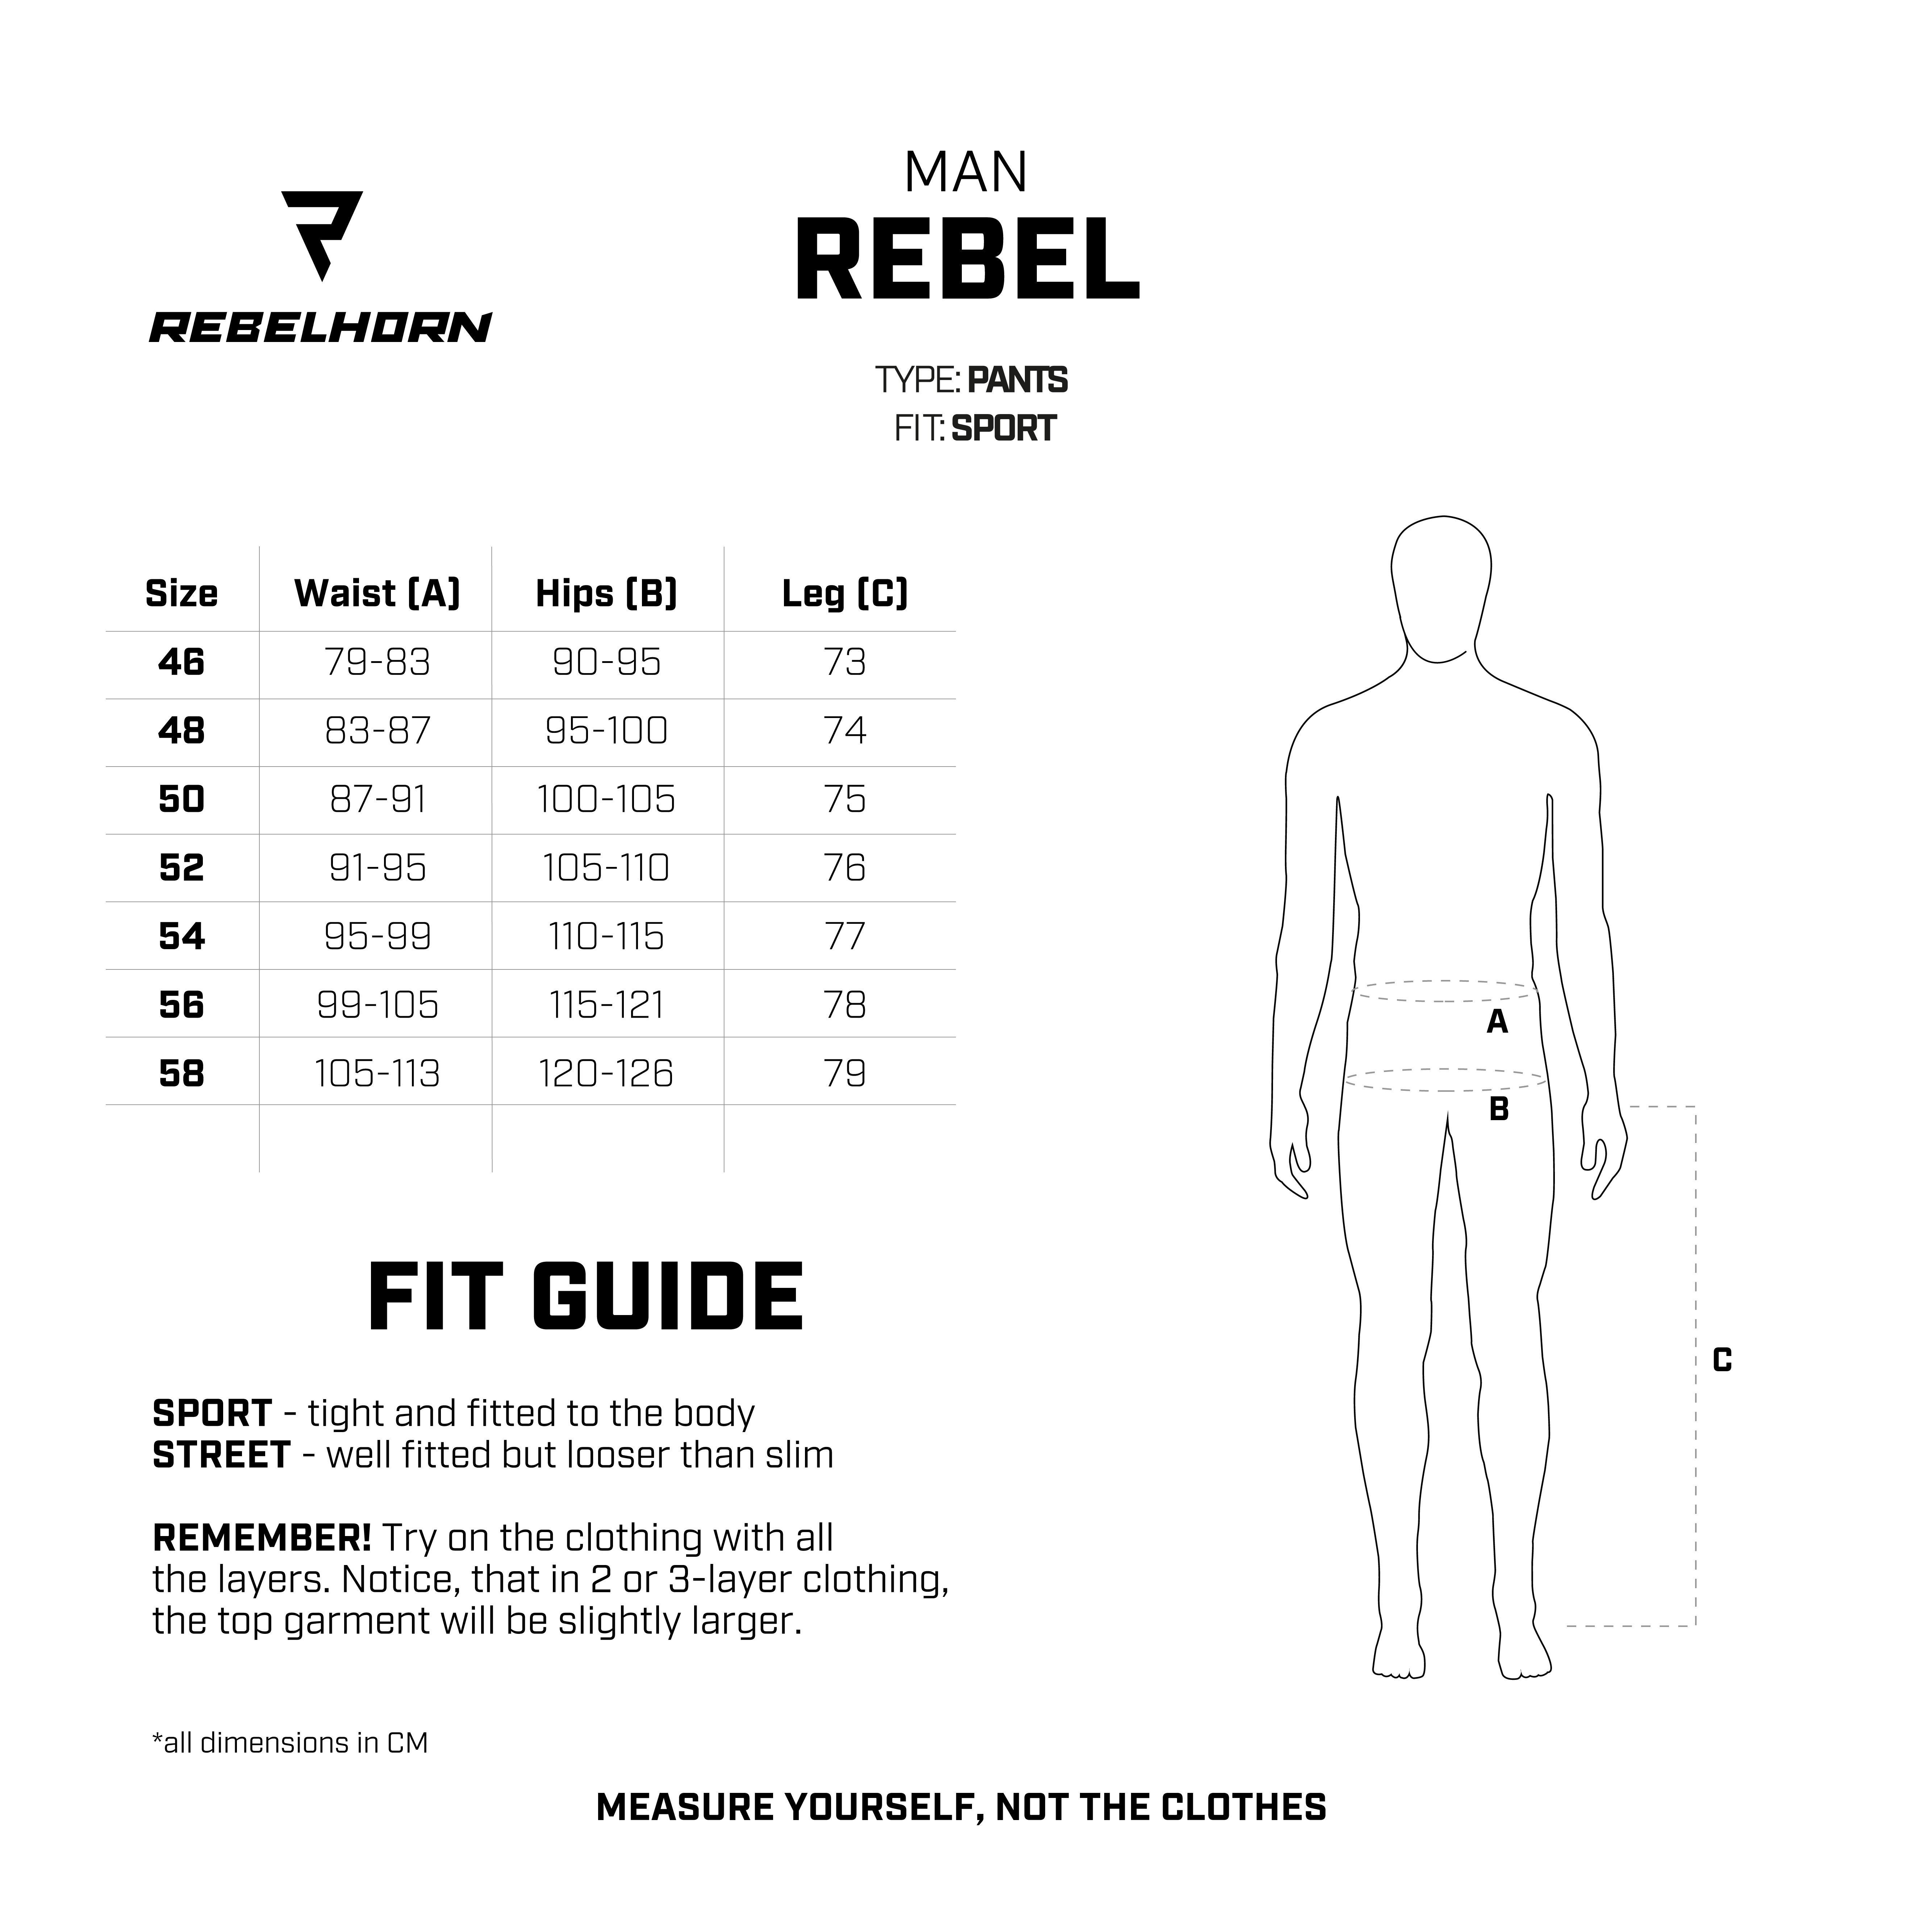 MAN
REBEL
REBELHORN
TYPE: PANTS
FIT: SPORT
Size Waist (A) Hips (B) Leg (C)
46 79-83 90-95 73
48 83-87 95-100 74
50 87-91 100-105 75
52 91-95 105-110 76
54 95-99 110-115 77
56 99-105 115-121 78
58 105-113 120-126 79
A
B
C
FIT GUIDE
SPORT - tight and fitted to the body
STREET - well fitted but looser than slim
REMEMBER! Try on the clothing with all
the layers. Notice, that in 2 or 3-layer clothing,
the top garment will be slightly larger.
*all dimensions in CM
MEASURE YOURSELF, NOT THE CLOTHES